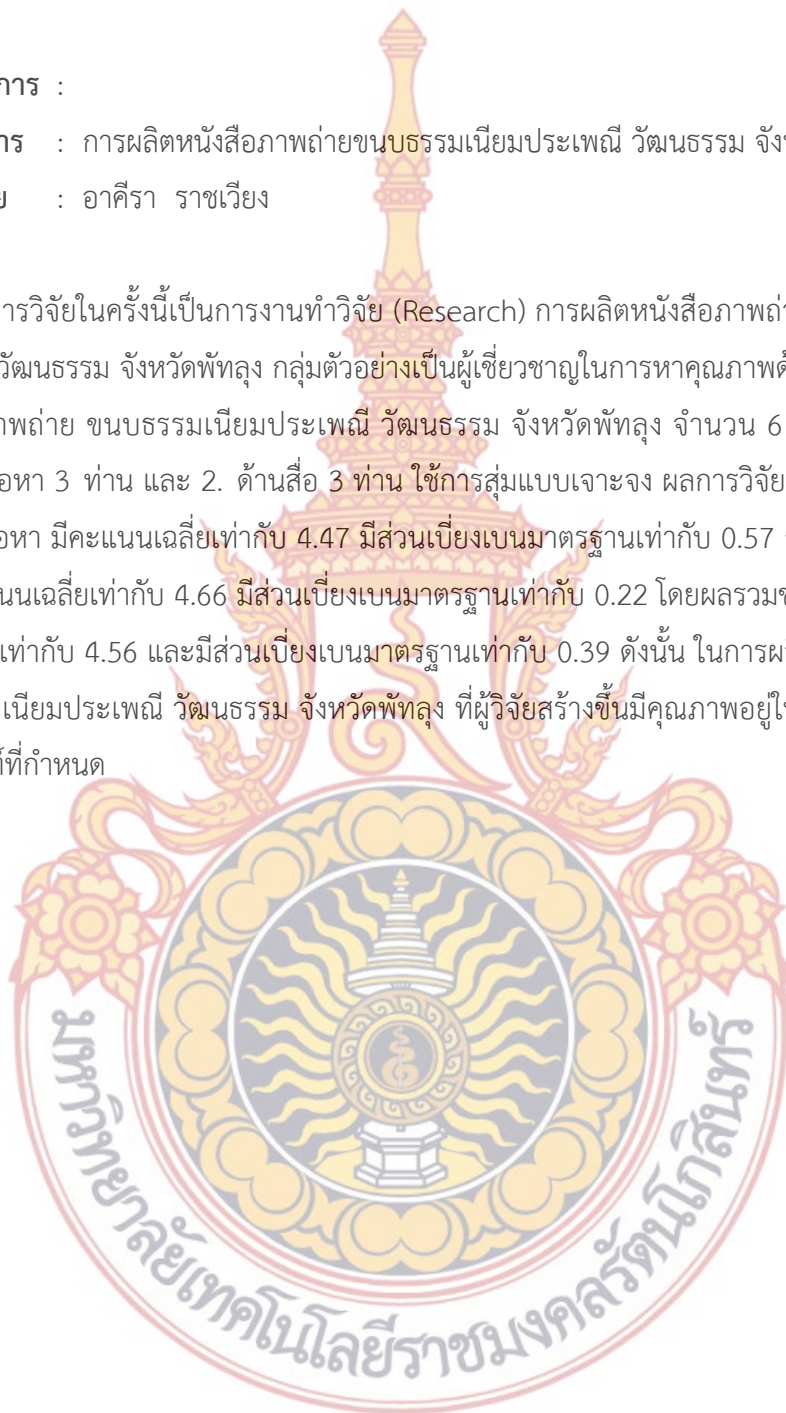 การ :
าร : การผลิตหนังสือภาพถ่ายขนบธรรมเนียมประเพณี วัฒนธรรม จัง
ย : อาคีรา ราชเวียง
ารวิจัยในครั้งนี้เป็นการงานทำวิจัย (Research) การผลิตหนังสือภาพถ่
วัฒนธรรม จังหวัดพัทลุง กลุ่มตัวอย่างเป็นผู้เชี่ยวชาญในการหาคุณภาพด้
าพถ่าย ขนบธรรมเนียมประเพณี วัฒนธรรม จังหวัดพัทลุง จำนวน 6
้อหา 3 ท่าน และ 2. ด้านสื่อ 3 ท่าน ใช้การสุ่มแบบเจาะจง ผลการวิจัย
้อหา มีคะแนนเฉลี่ยเท่ากับ 4.47 มีส่วนเบี่ยงเบนมาตรฐานเท่ากับ 0.57
นนเฉลี่ยเท่ากับ 4.66 มีส่วนเบี่ยงเบนมาตรฐานเท่ากับ 0.22 โดยผลรวมข
เท่ากับ 4.56 และมีส่วนเบี่ยงเบนมาตรฐานเท่ากับ 0.39 ดังนั้น ในการผ
เนียมประเพณี วัฒนธรรม จังหวัดพัทลุง ที่ผู้วิจัยสร้างขึ้นมีคุณภาพอยู่ใ
์ที่กำหนด
มหาวิทยาลัยเทคโนโลยีราชมงคลรัตนโกสินทร์